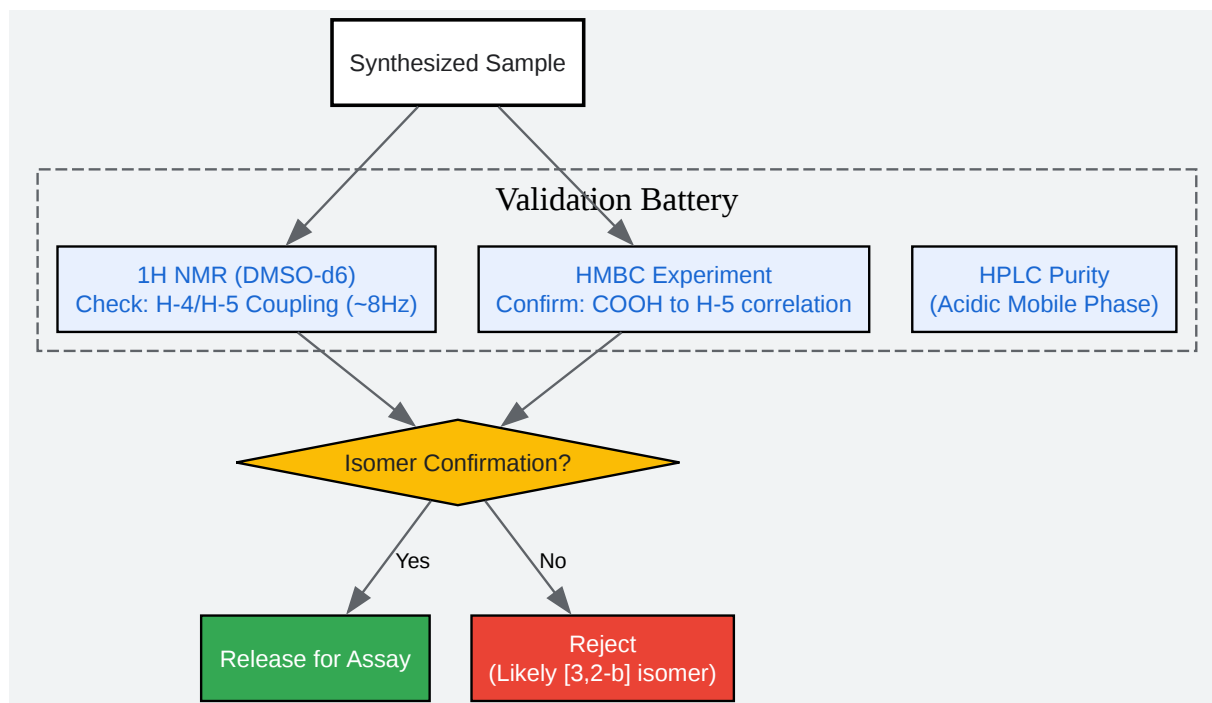 Synthesized Sample
Validation Battery
1H NMR (DMSO-d6)
Check: H-4/H-5 Coupling (~8Hz)
HMBC Experiment
Confirm: COOH to H-5 correlation
HPLC Purity
(Acidic Mobile Phase)
Isomer Confirmation?
Yes
No
Release for Assay
Reject
(Likely [3,2-b] isomer)